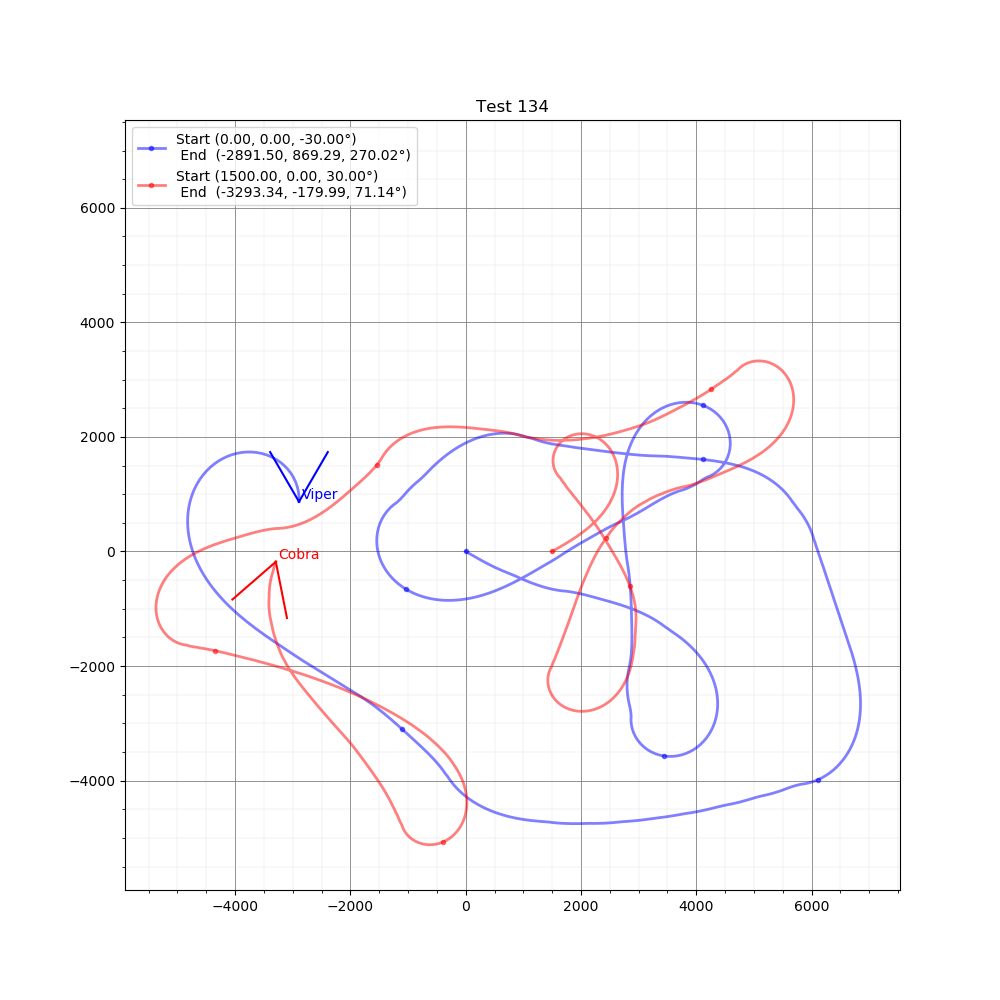 Test 134
Start (0.00, 0.00, -30.00°)
End  (-2891.50, 869.29, 270.02°)
Start (1500.00, 0.00, 30.00°)
End  (-3293.34, -179.99, 71.14°)
6000
4000
2000
0
−2000
−4000
Viper
Cobra
−4000 −2000 0 2000 4000 6000